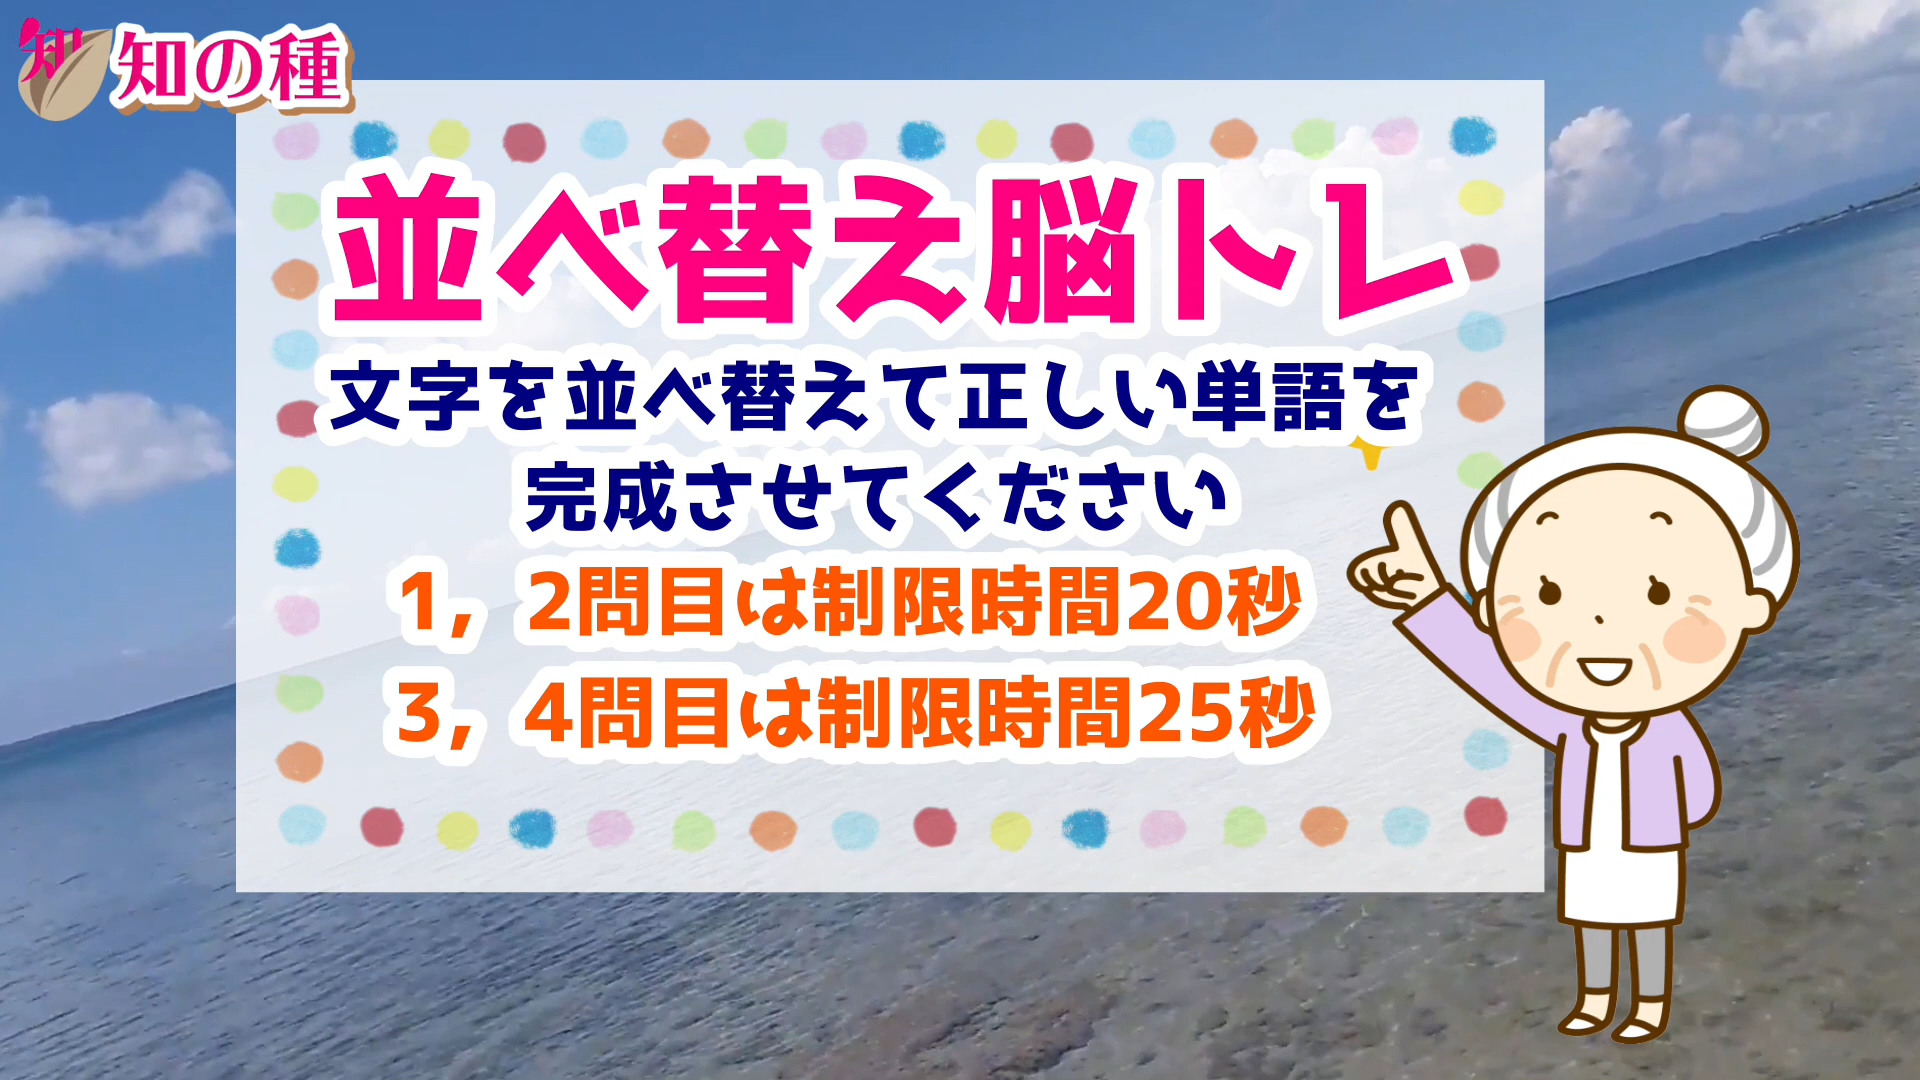 知 知の種
並べ替え脳トレ
文字を並べ替えて正しい単語を
完成させてください
1, 2問目は制限時間20秒
3, 4問目は制限時間25秒